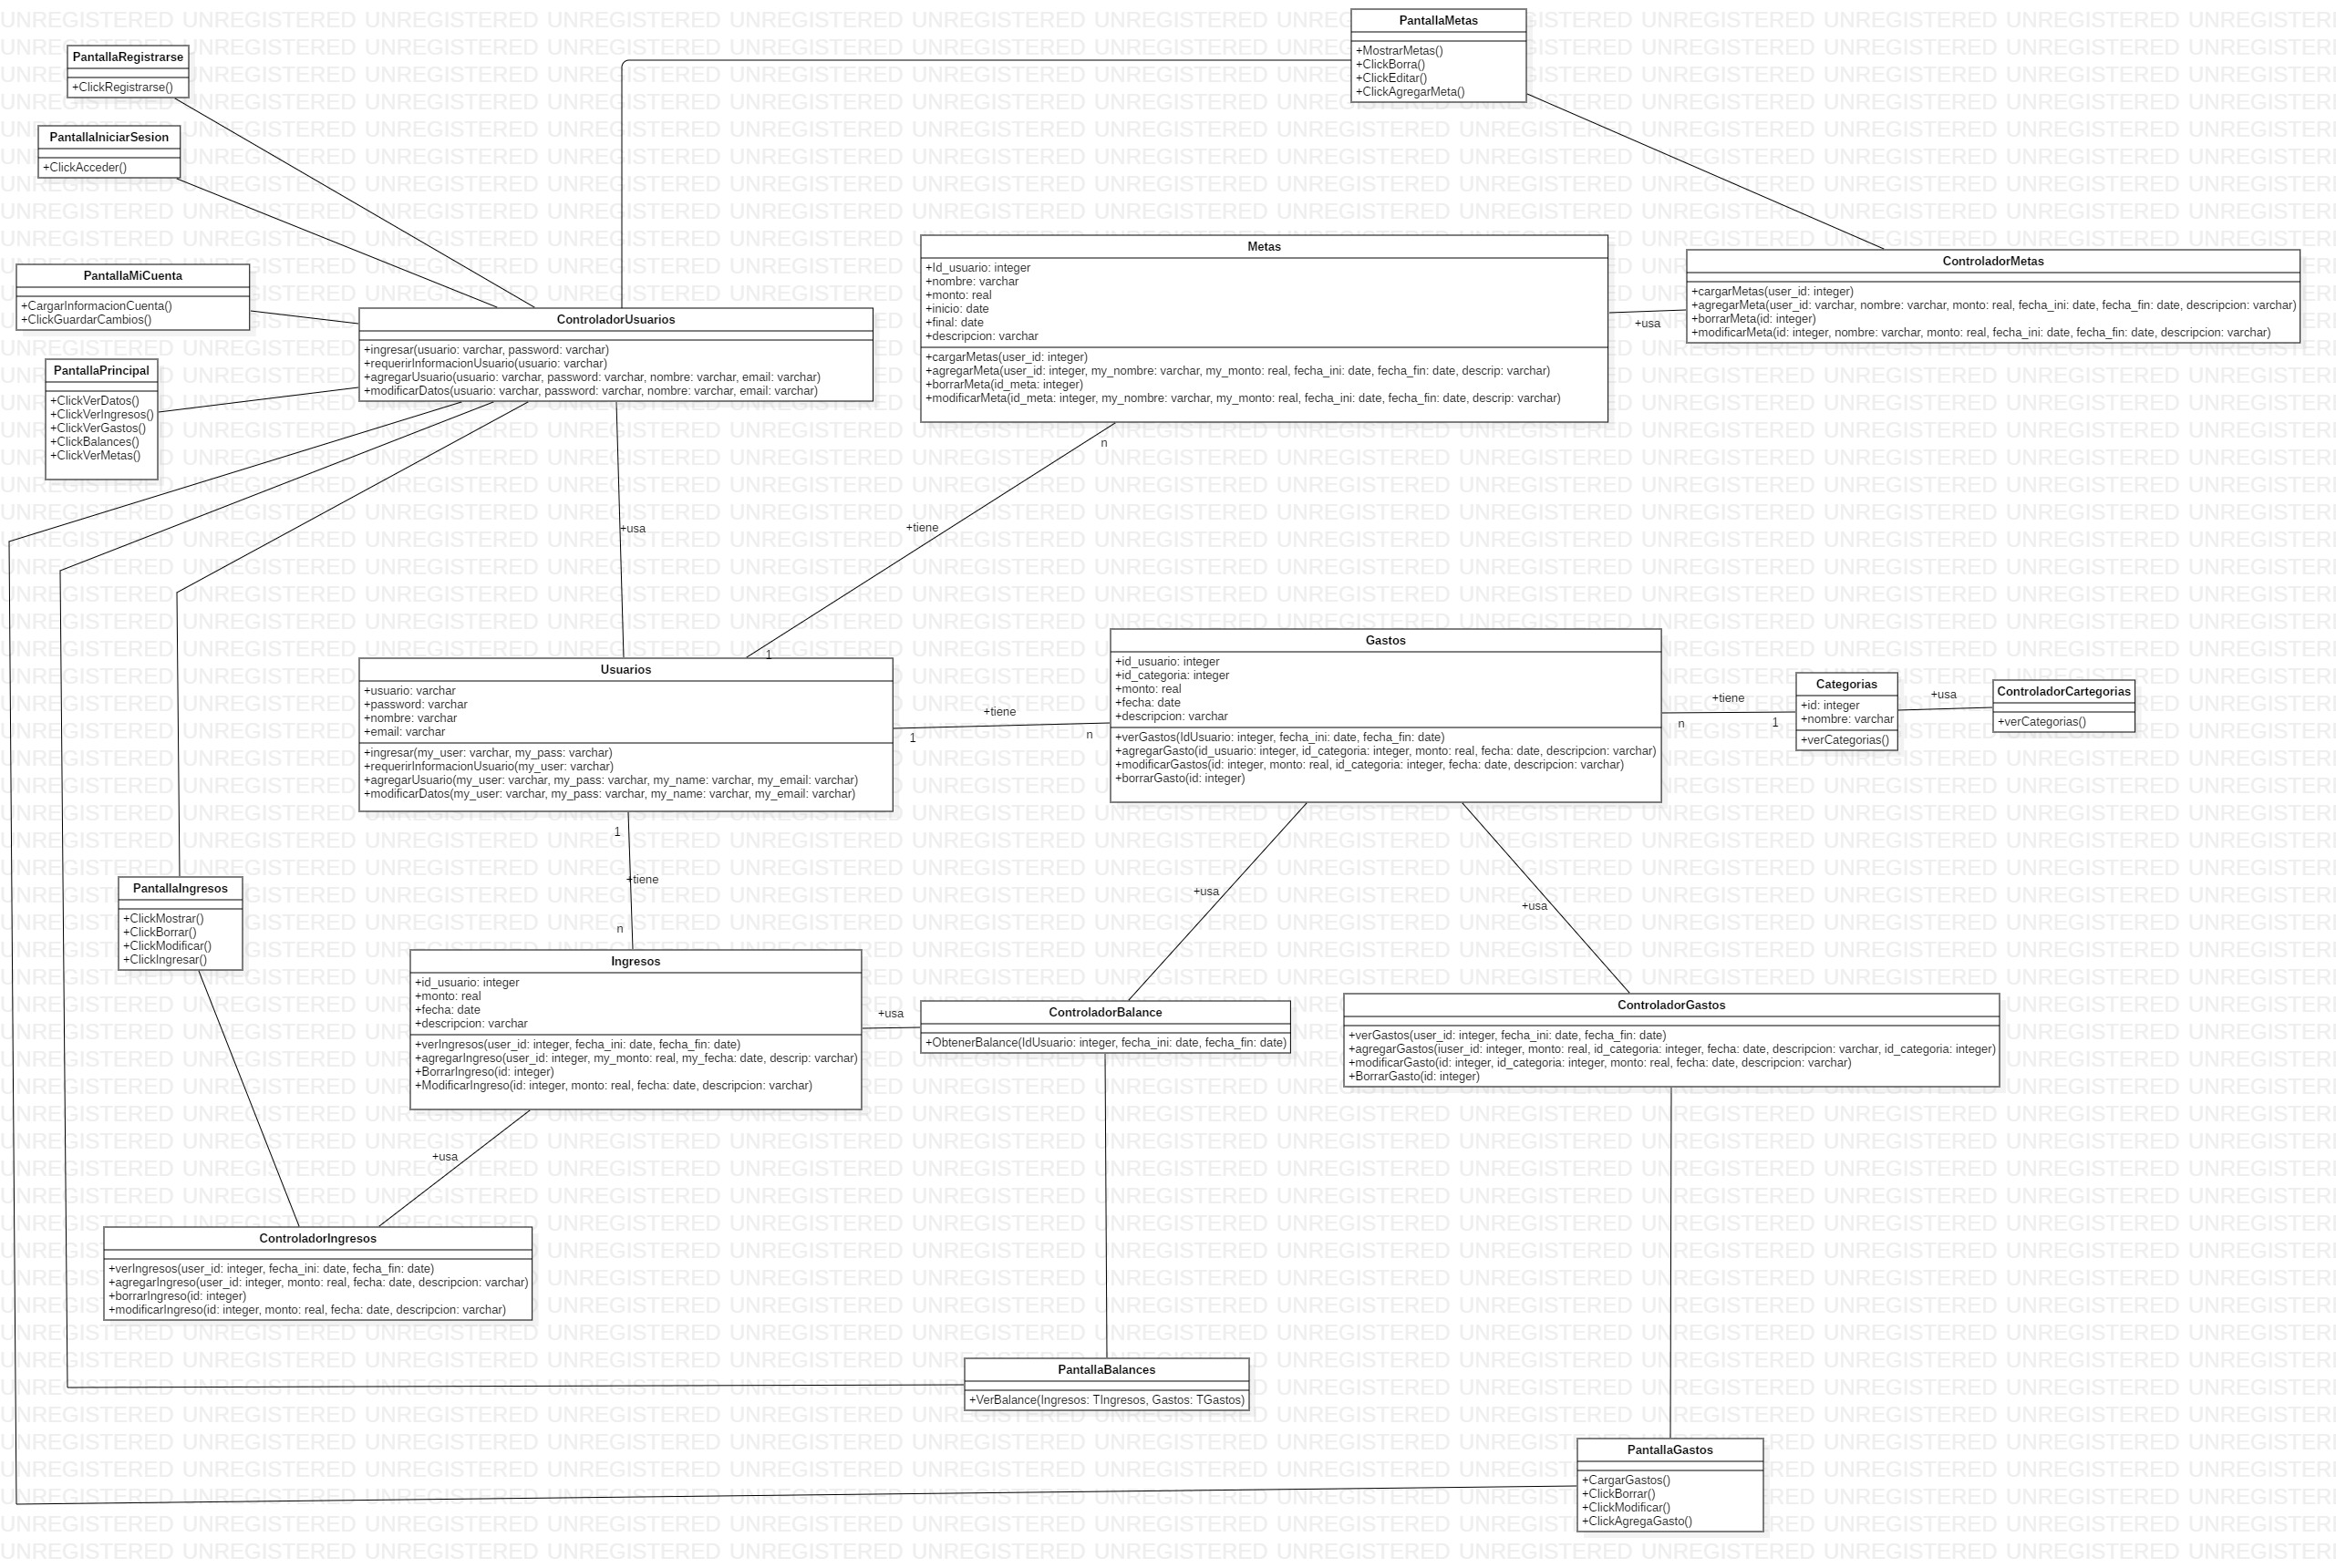 PantallaMetas
+MostrarMetas()
+ClickBorra()
+ClickEditar()
+ClickAgregarMeta()
PantallaRegistrarse
+ClickRegistrarse()
PantallaIniciarSesion
+ClickAcceder()
PantallaMiCuenta
+CargarInformacionCuenta()
+ClickGuardarCambios()
PantallaPrincipal
+ClickVerDatos()
+ClickVerIngresos()
+ClickVerGastos()
+ClickBalances()
+ClickVerMetas()
ControladorUsuarios
+ingresar(usuario: varchar, password: varchar)
+requerirInformacionUsuario(usuario: varchar)
+agregarUsuario(usuario: varchar, password: varchar, nombre: varchar, email: varchar)
+modificarDatos(usuario: varchar, password: varchar, nombre: varchar, email: varchar)
Metas
+Id_usuario: integer
+nombre: varchar
+monto: real
+inicio: date
+final: date
+descripcion: varchar
+cargarMetas(user_id: integer)
+agregarMeta(user_id: integer, my_nombre: varchar, my_monto: real, fecha_ini: date, fecha_fin: date, descrip: varchar)
+borrarMeta(id_meta: integer)
+modificarMeta(id_meta: integer, my_nombre: varchar, my_monto: real, fecha_ini: date, fecha_fin: date, descrip: varchar)
+usa
ControladorMetas
+cargarMetas(user_id: integer)
+agregarMeta(user_id: varchar, nombre: varchar, monto: real, fecha_ini: date, fecha_fin: date, descripcion: varchar)
+borrarMeta(id: integer)
+modificarMeta(id: integer, nombre: varchar, monto: real, fecha_ini: date, fecha_fin: date, descripcion: varchar)
n
+tiene
1
+usa
Usuarios
+usuario: varchar
+password: varchar
+nombre: varchar
+email: varchar
+ingresar(my_user: varchar, my_pass: varchar)
+requerirInformacionUsuario(my_user: varchar)
+agregarUsuario(my_user: varchar, my_pass: varchar, my_name: varchar, my_email: varchar)
+modificarDatos(my_user: varchar, my_pass: varchar, my_name: varchar, my_email: varchar)
+tiene
1
n
Gastos
+id_usuario: integer
+id_categoria: integer
+monto: real
+fecha: date
+descripcion: varchar
+verGastos(IdUsuario: integer, fecha_ini: date, fecha_fin: date)
+agregarGasto(id_usuario: integer, id_categoria: integer, monto: real, fecha: date, descripcion: varchar)
+modificarGastos(id: integer, monto: real, id_categoria: integer, fecha: date, descripcion: varchar)
+borrarGasto(id: integer)
+tiene
n
1
Categorias
+id: integer
+nombre: varchar
+verCategorias()
+usa
ControladorCartegorias
+verCategorias()
1
+tiene
n
PantallaIngresos
+ClickMostrar()
+ClickBorrar()
+ClickModificar()
+ClickIngresar()
Ingresos
+id_usuario: integer
+monto: real
+fecha: date
+descripcion: varchar
+verIngresos(user_id: integer, fecha_ini: date, fecha_fin: date)
+agregarIngreso(user_id: integer, my_monto: real, my_fecha: date, descrip: varchar)
+BorrarIngreso(id: integer)
+ModificarIngreso(id: integer, monto: real, fecha: date, descripcion: varchar)
+usa
+usa
+usa
ControladorBalance
+ObtenerBalance(IdUsuario: integer, fecha_ini: date, fecha_fin: date)
ControladorGastos
+verGastos(user_id: integer, fecha_ini: date, fecha_fin: date)
+agregarGastos(iuser_id: integer, monto: real, id_categoria: integer, fecha: date, descripcion: varchar, id_categoria: integer)
+modificarGasto(id: integer, id_categoria: integer, monto: real, fecha: date, descripcion: varchar)
+BorrarGasto(id: integer)
+usa
ControladorIngresos
+verIngresos(user_id: integer, fecha_ini: date, fecha_fin: date)
+agregarIngreso(user_id: integer, monto: real, fecha: date, descripcion: varchar)
+borrarIngreso(id: integer)
+modificarIngreso(id: integer, monto: real, fecha: date, descripcion: varchar)
PantallaBalances
+VerBalance(Ingresos: TIngresos, Gastos: TGastos)
PantallaGastos
+CargarGastos()
+ClickBorrar()
+ClickModificar()
+ClickAgregaGasto()
UNREGISTERED